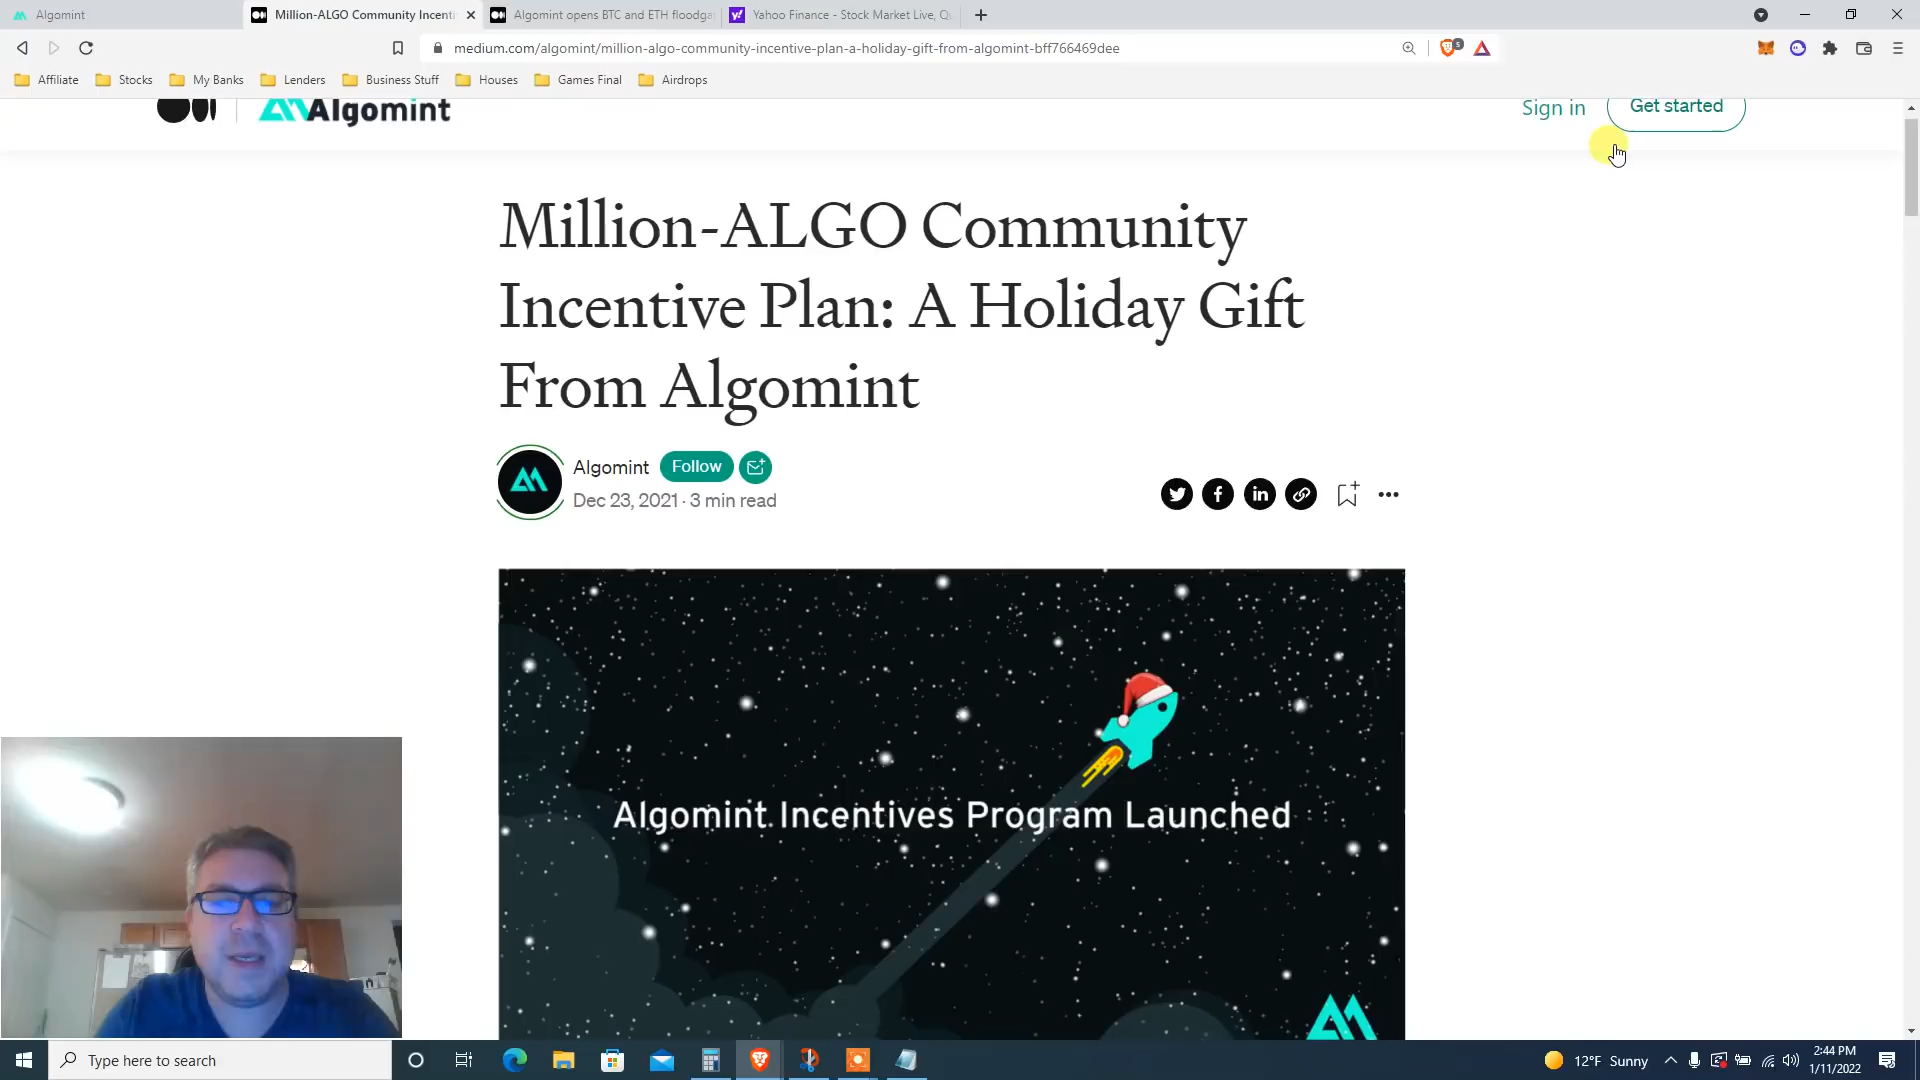 Algomint
Million-ALGO Community Incenti
Algomint opens BTC and ETH floodga
Yahoo Finance - Stock Market Live, Q
medium.com/algomint/million-algo-community-incentive-plan-a-holiday-gift-from-algomint-bff766469dee
5
Affiliate
Stocks
My Banks
Lenders
Business Stuff
Houses
Games Final
Airdrops
Algomint
Sign in
Get started
Million-ALGO Community
Incentive Plan: A Holiday Gift
From Algomint
Algomint
Follow
Dec 23, 2021 · 3 min read
Algomint Incentives Program Launched
Type here to search
12°F Sunny
2:44 PM
1/11/2022